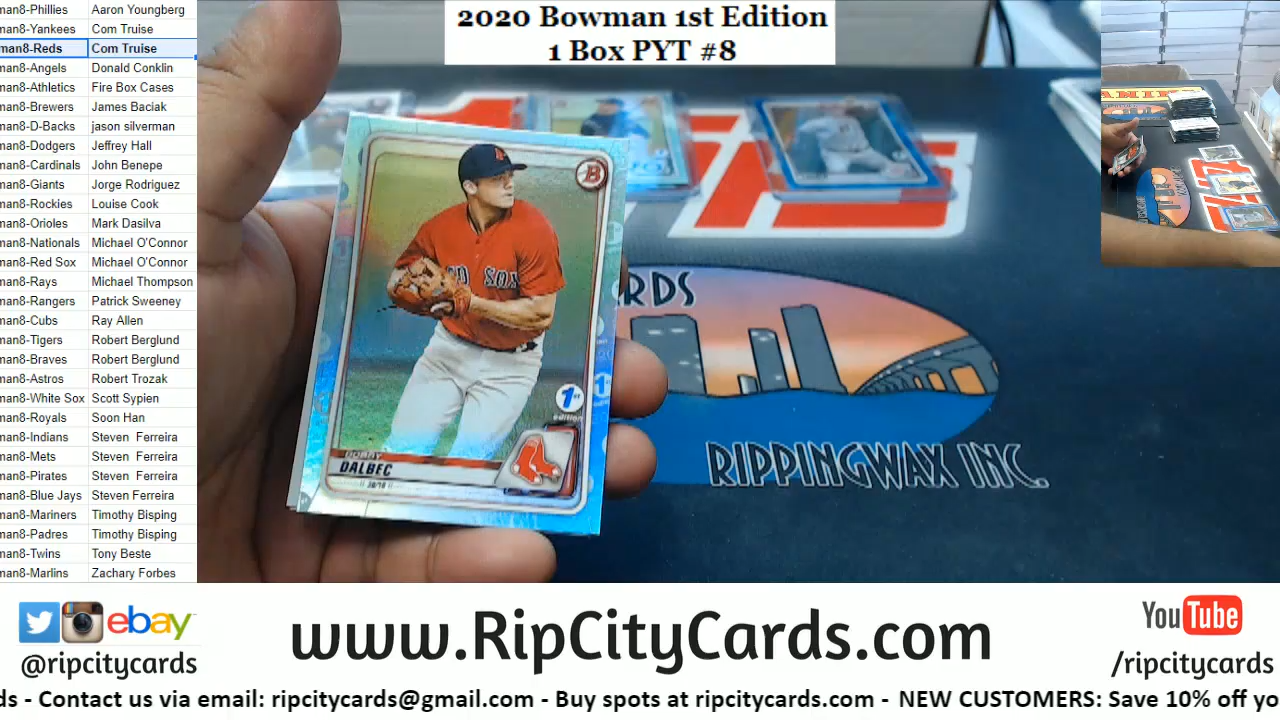 man8-Phillies Aaron Youngberg
man8-Yankees Com Truise
man8-Reds Com Truise
man8-Angels Donald Conklin
man8-Athletics Fire Box Cases
man8-Brewers James Baciak
man8-D-Backs jason silverman
man8-Dodgers Jeffrey Hall
man8-Cardinals John Benepe
man8-Giants Jorge Rodriguez
man8-Rockies Louise Cook
man8-Orioles Mark Dasilva
man8-Nationals Michael O'Connor
man8-Red Sox Michael O'Connor
man8-Rays Michael Thompson
man8-Rangers Patrick Sweeney
man8-Cubs Ray Allen
man8-Tigers Robert Berglund
man8-Braves Robert Berglund
man8-Astros Robert Trozak
man8-White Sox Scott Sypien
man8-Royals Soon Han
man8-Indians Steven Ferreira
man8-Mets Steven Ferreira
man8-Pirates Steven Ferreira
man8-Blue Jays Steven Ferreira
man8-Mariners Timothy Bisping
man8-Padres Timothy Bisping
man8-Twins Tony Beste
man8-Marlins Zachary Forbes
2020 Bowman 1st Edition
1 Box PYT #8
B
RED SOX
1st
edition
BOBBY
DALBEC
RDS
RIPPINGWAX INC.
ebay
@ripcitycards
www.RipCityCards.com
YouTube
/ripcitycards
ds - Contact us via email: ripcitycards@gmail.com - Buy spots at ripcitycards.com - NEW CUSTOMERS: Save 10% off yo